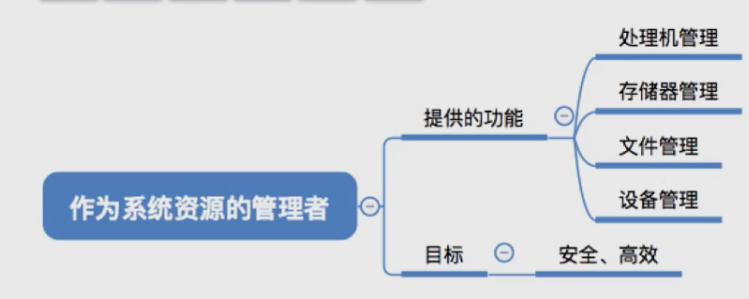 作为系统资源的管理者
提供的功能
处理机管理
存储器管理
文件管理
设备管理
目标
安全、高效